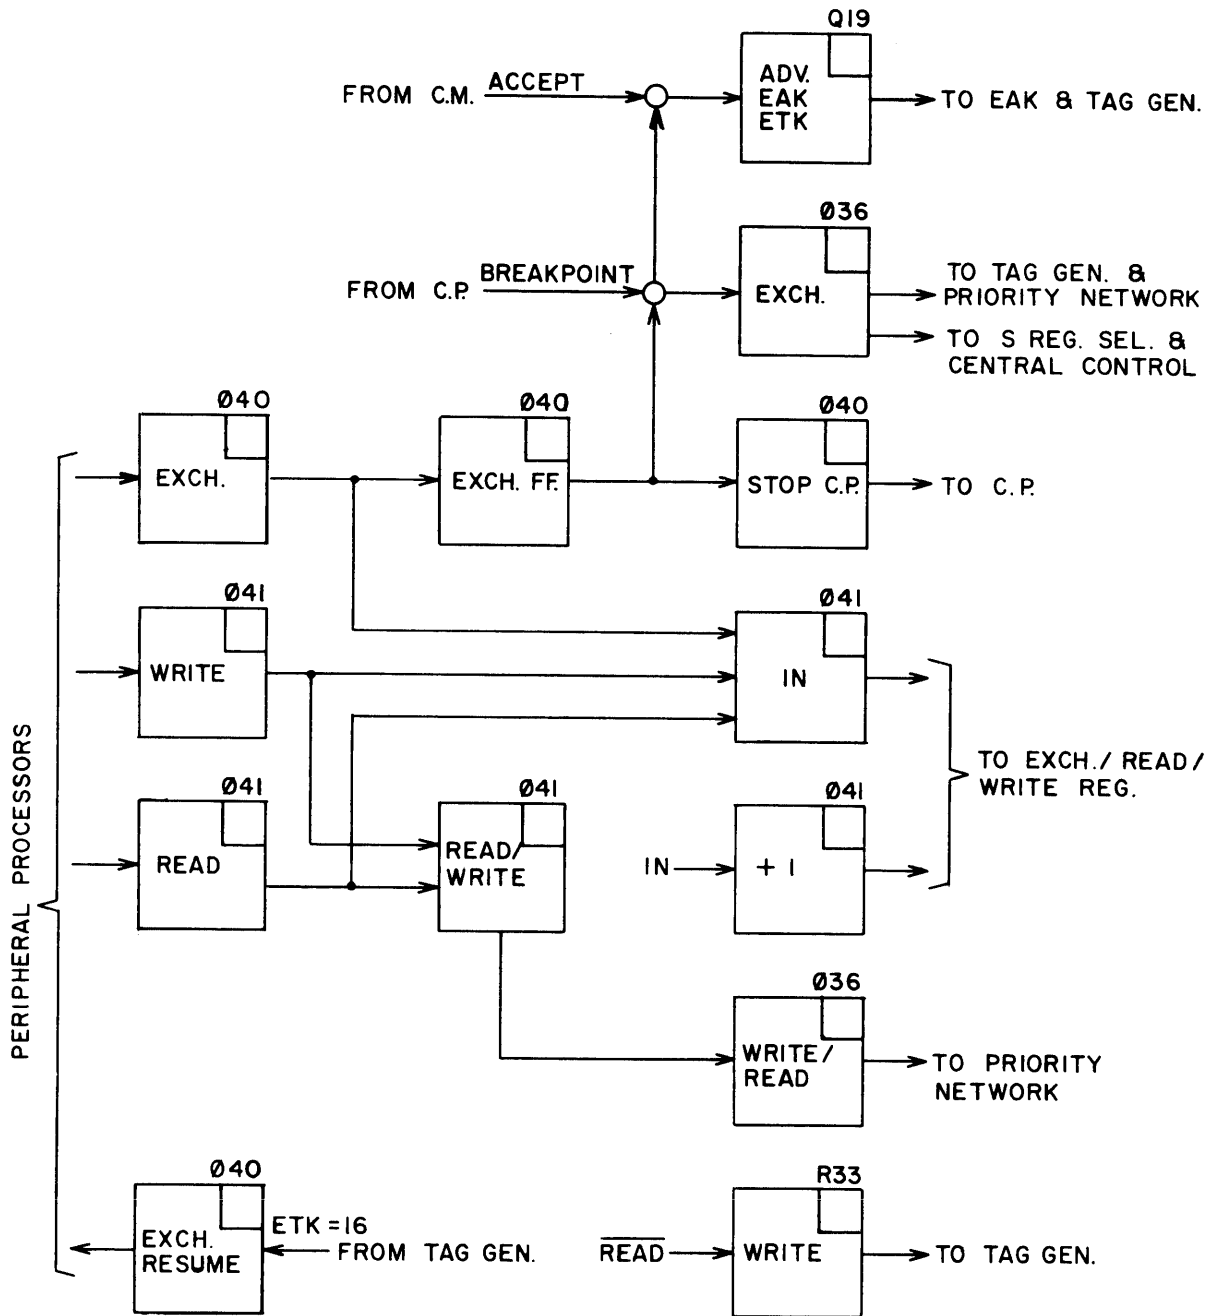 Q19
ADV.
EAK
ETK
FROM C.M.
ACCEPT
TO EAK & TAG GEN.
Ø36
FROM C.P.
BREAKPOINT
EXCH.
TO TAG GEN. &
PRIORITY NETWORK
TO S REG. SEL. &
CENTRAL CONTROL
Ø40
EXCH.
Ø40
EXCH. FF.
Ø40
STOP C.P.
TO C.P.
Ø41
WRITE
Ø41
IN
PERIPHERAL PROCESSORS
Ø41
READ
Ø41
READ/
WRITE
Ø41
IN
+ 1
TO EXCH./ READ/
WRITE REG.
Ø36
WRITE/
READ
TO PRIORITY
NETWORK
Ø40
EXCH.
RESUME
ETK = 16
FROM TAG GEN.
R33
READ
WRITE
TO TAG GEN.